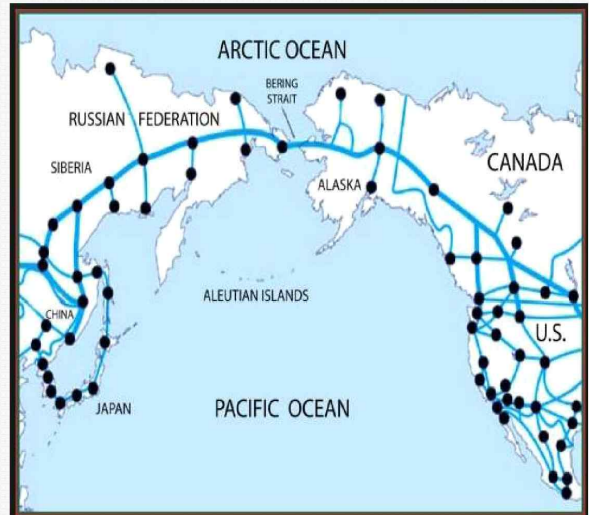 ARCTIC OCEAN
BERING
STRAIT
RUSSIAN FEDERATION
SIBERIA
CANADA
ALASKA
ALEUTIAN ISLANDS
CHINA
U.S.
JAPAN
PACIFIC OCEAN